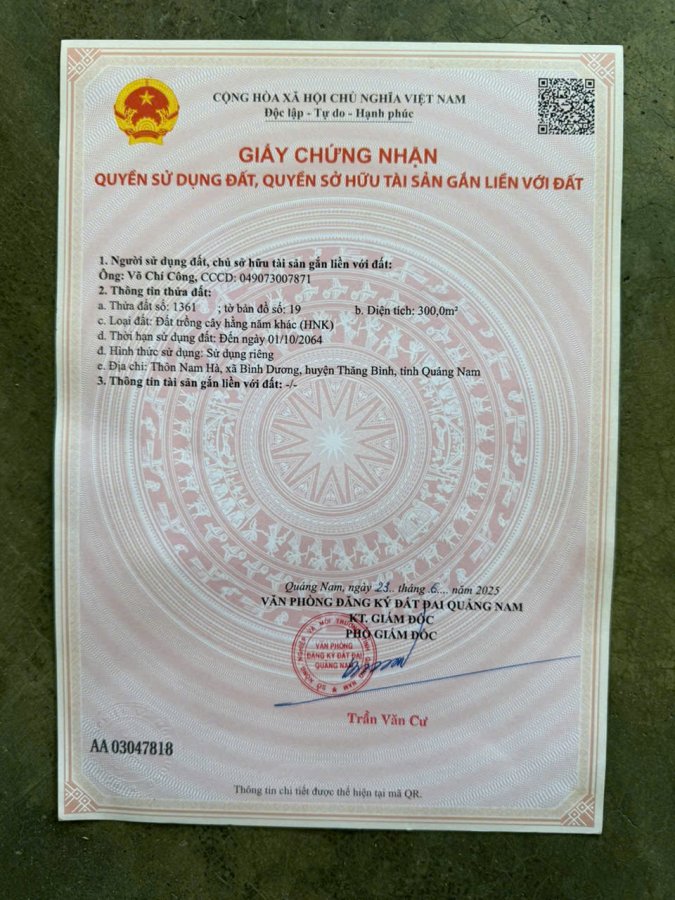 CỘNG HÒA XÃ HỘI CHỦ NGHĨA VIỆT NAM
Độc lập - Tự do - Hạnh phúc
GIẤY CHỨNG NHẬN
QUYỀN SỬ DỤNG ĐẤT, QUYỀN SỞ HỮU TÀI SẢN GẮN LIỀN VỚI ĐẤT
1. Người sử dụng đất, chủ sở hữu tài sản gắn liền với đất:
Ông: Võ Chí Công, CCCD: 049073007871
2. Thông tin thửa đất:
a. Thửa đất số: 1361 ; tờ bản đồ số: 19 b. Diện tích: 300,0m²
c. Loại đất: Đất trồng cây hằng năm khác (HNK)
d. Thời hạn sử dụng đất: Đến ngày 01/10/2064
đ. Hình thức sử dụng: Sử dụng riêng
e. Địa chỉ: Thôn Nam Hà, xã Bình Dương, huyện Thăng Bình, tỉnh Quảng Nam
3. Thông tin tài sản gắn liền với đất: -/-
Quảng Nam, ngày 23.. tháng .6.... năm 2025
VĂN PHÒNG ĐĂNG KÝ ĐẤT ĐAI QUẢNG NAM
KT. GIÁM ĐỐC
PHÓ GIÁM ĐỐC
VĂN PHÒNG
ĐĂNG KÝ ĐẤT ĐAI
QUẢNG NAM
Trần Văn Cư
AA 03047818
Thông tin chi tiết được thể hiện tại mã QR.